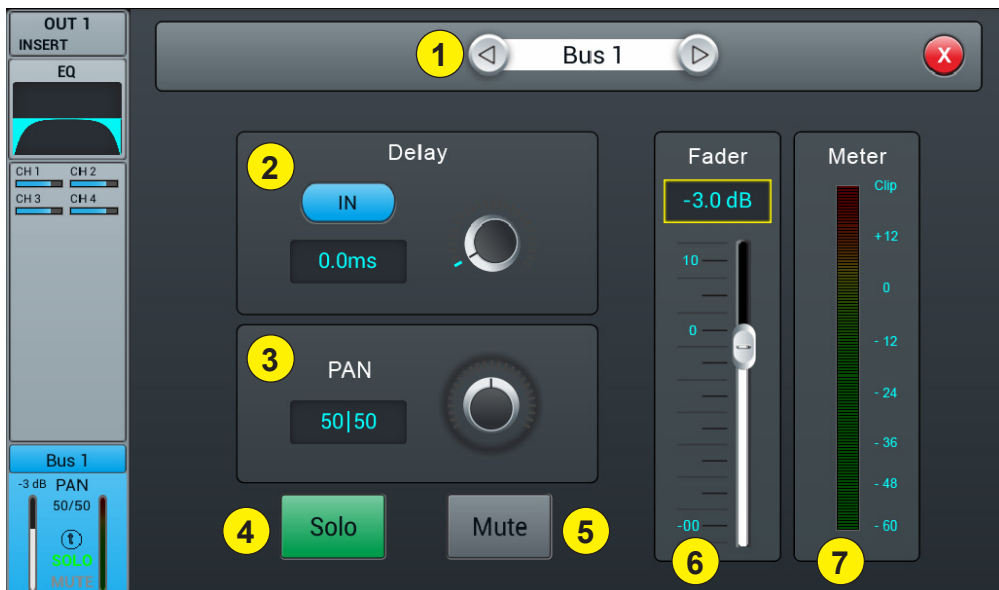 OUT 1
INSERT
EQ
CH 1 CH 2
CH 3 CH 4
Bus 1
-3 dB PAN
50/50
t
SOLO
MUTE
1 Bus 1 X
2 Delay
IN
0.0ms
3 PAN
50|50
4 Solo Mute 5
Fader
-3.0 dB
10
0
-00
6
Meter
Clip
+12
0
- 12
- 24
- 36
- 48
- 60
7